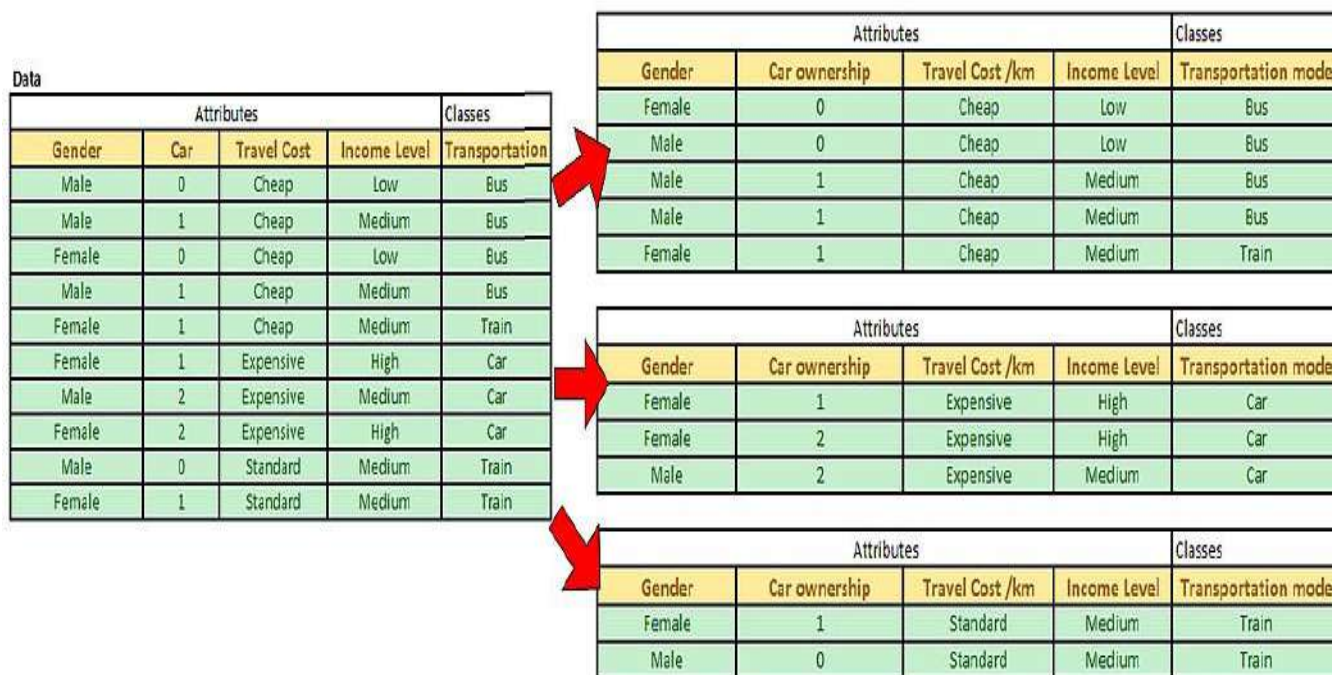 Data
Attributes Classes
Gender Car Travel Cost Income Level Transportation
Male 0 Cheap Low Bus
Male 1 Cheap Medium Bus
Female 0 Cheap Low Bus
Male 1 Cheap Medium Bus
Female 1 Cheap Medium Train
Female 1 Expensive High Car
Male 2 Expensive Medium Car
Female 2 Expensive High Car
Male 0 Standard Medium Train
Female 1 Standard Medium Train
Attributes Classes
Gender Car ownership Travel Cost /km Income Level Transportation mode
Female 0 Cheap Low Bus
Male 0 Cheap Low Bus
Male 1 Cheap Medium Bus
Male 1 Cheap Medium Bus
Female 1 Cheap Medium Train
Attributes Classes
Gender Car ownership Travel Cost /km Income Level Transportation mode
Female 1 Expensive High Car
Female 2 Expensive High Car
Male 2 Expensive Medium Car
Attributes Classes
Gender Car ownership Travel Cost /km Income Level Transportation mode
Female 1 Standard Medium Train
Male 0 Standard Medium Train